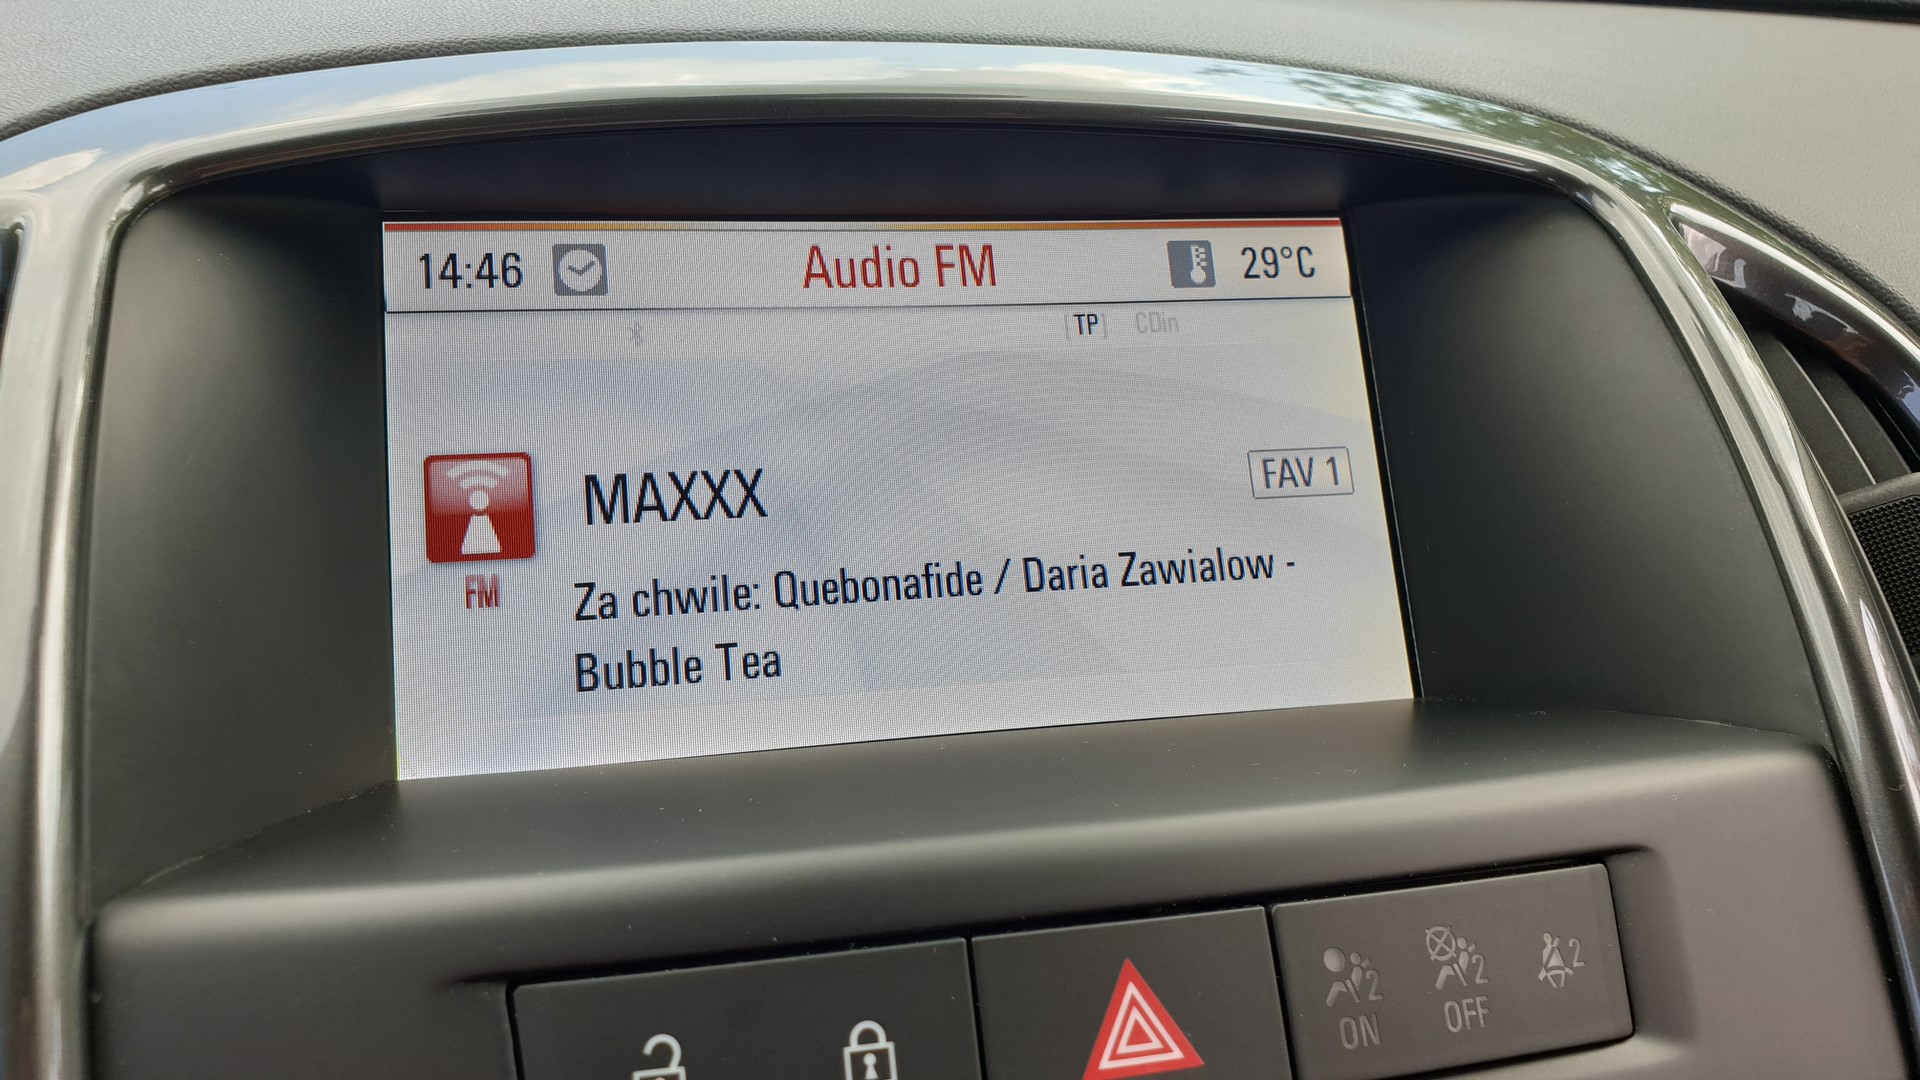 14:46 Audio FM 29°C
[TP] CDin
MAXXX FAV 1
FM
Za chwile: Quebonafide / Daria Zawialow -
Bubble Tea
2 2 2
ON OFF